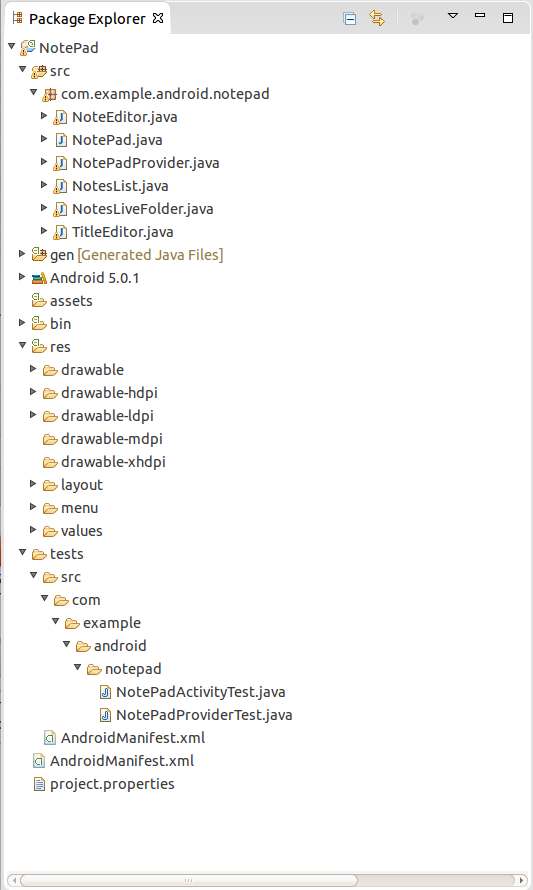 Package Explorer
NotePad
src
com.example.android.notepad
NoteEditor.java
NotePad.java
NotePadProvider.java
NotesList.java
NotesLiveFolder.java
TitleEditor.java
gen [Generated Java Files]
Android 5.0.1
assets
bin
res
drawable
drawable-hdpi
drawable-ldpi
drawable-mdpi
drawable-xhdpi
layout
menu
values
tests
src
com
example
android
notepad
NotePadActivityTest.java
NotePadProviderTest.java
AndroidManifest.xml
AndroidManifest.xml
project.properties